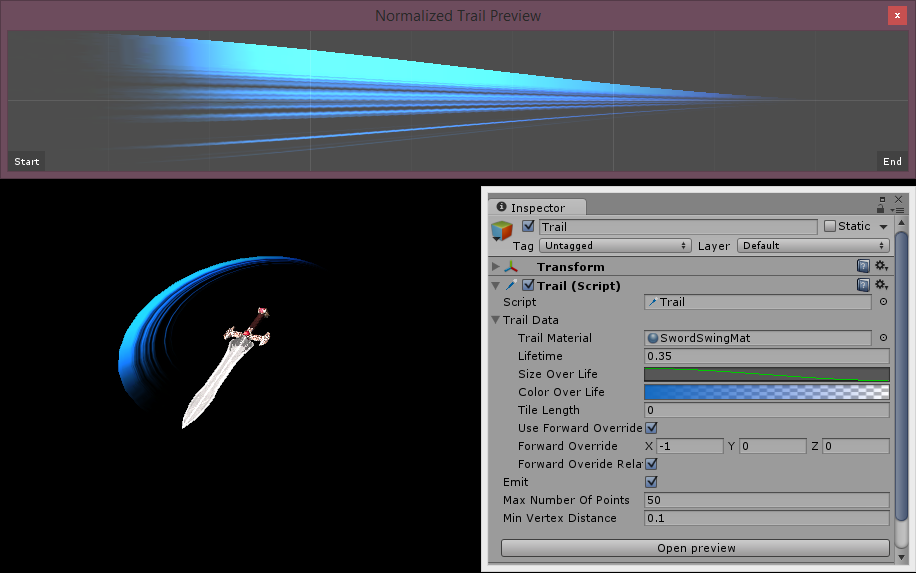 Normalized Trail Preview
x
Start
End
Inspector
Trail
Static
Tag Untagged Layer Default
Transform
Trail (Script)
Script Trail
Trail Data
Trail Material SwordSwingMat
Lifetime 0.35
Size Over Life
Color Over Life
Tile Length 0
Use Forward Override
Forward Override X -1 Y 0 Z 0
Forward Overide Rela
Emit
Max Number Of Points 50
Min Vertex Distance 0.1
Open preview